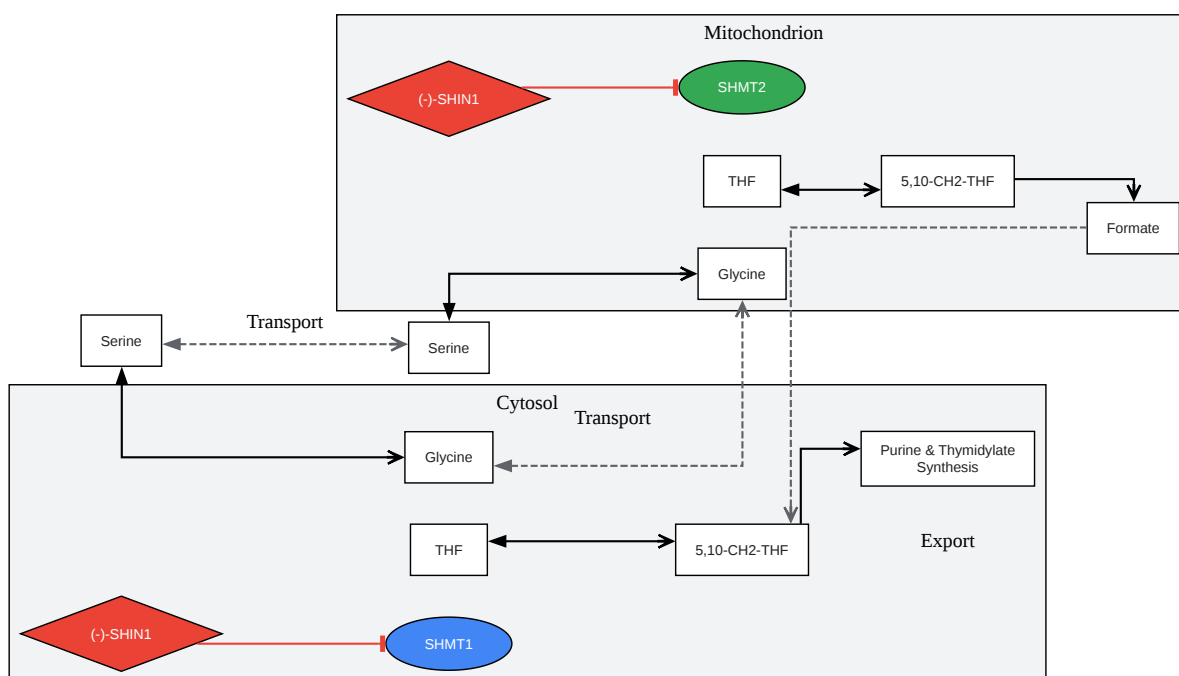 Mitochondrion
(-)-SHIN1
SHMT2
THF
5,10-CH2-THF
Formate
Glycine
Serine
Transport
Serine
Cytosol
Transport
Glycine
Purine & Thymidylate
Synthesis
THF
5,10-CH2-THF
Export
(-)-SHIN1
SHMT1